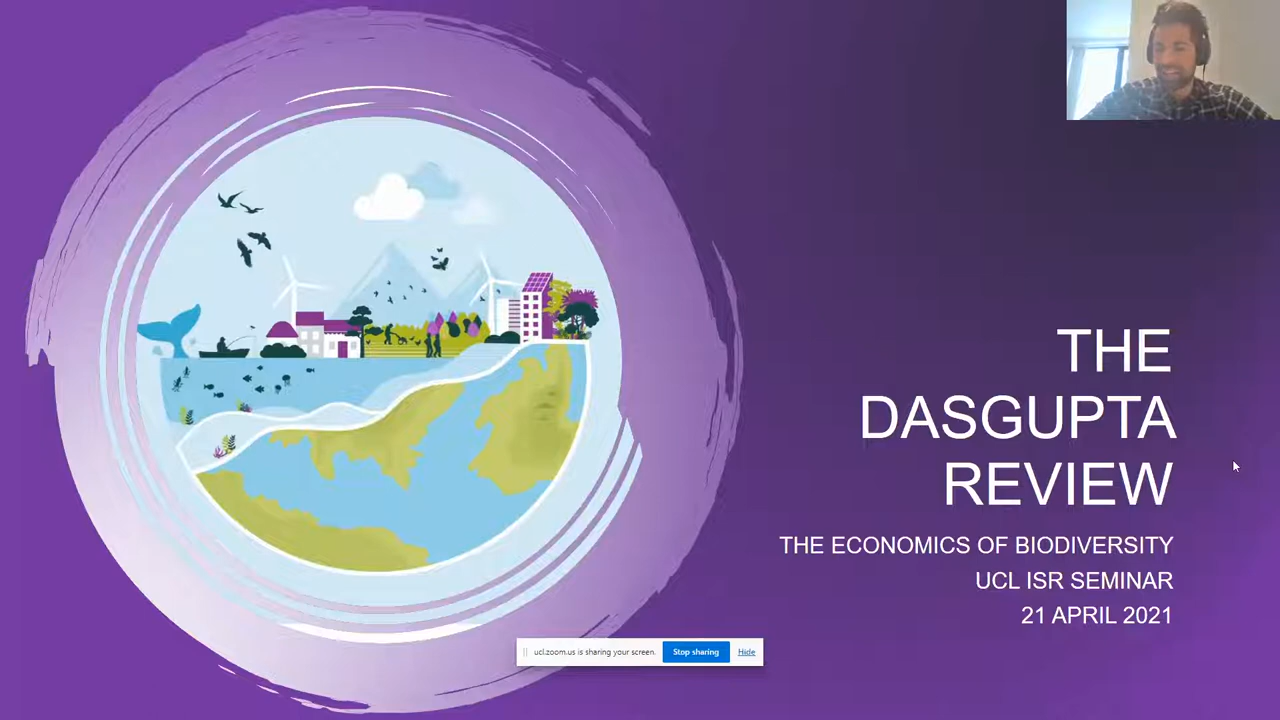 THE
DASGUPTA
REVIEW
THE ECONOMICS OF BIODIVERSITY
UCL ISR SEMINAR
21 APRIL 2021
ucl.zoom.us is sharing your screen. Stop sharing Hide